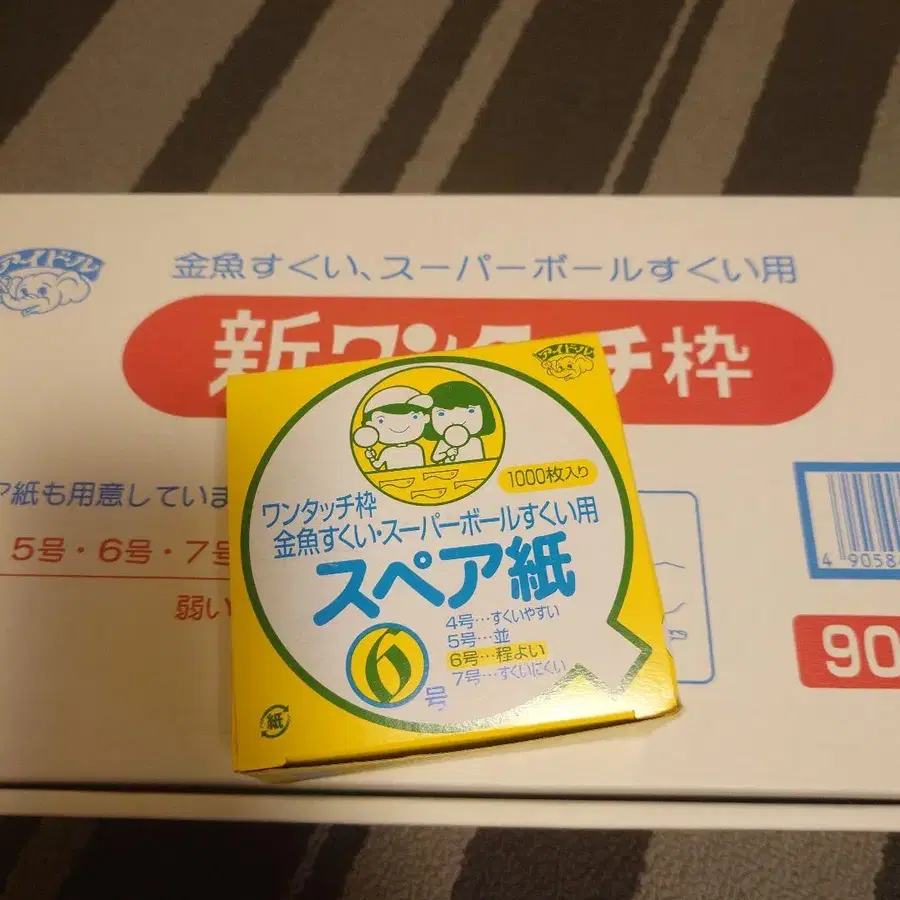 アイドル
金魚すくい、スーパーボールすくい用
新ワンタッチ枠
ア紙も用意していま
5号・6号・7号
弱い
4 9058
90
アイドル
1000枚入り
ワンタッチ枠
金魚すくい・スーパーボールすくい用
スペア紙
4号…すくいやすい
5号…並
6号…程よい
7号…すくいにくい
6号
紙